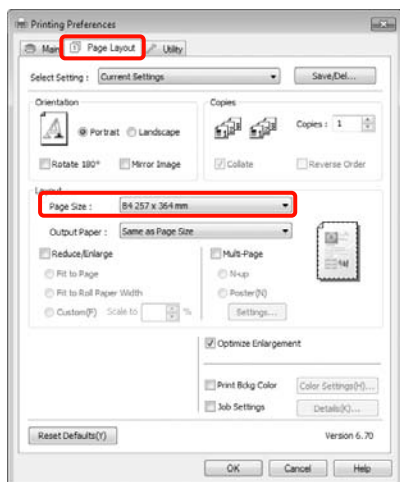 Printing Preferences
Main Page Layout Utility
Select Setting : Current Settings Save/Del...
Orientation Copies
Portrait Landscape Copies : 1
Rotate 180° Mirror Image Collate Reverse Order
Layout
Page Size : B4 257 x 364 mm
Output Paper : Same as Page Size
Reduce/Enlarge Multi-Page
Fit to Page N-up
Fit to Roll Paper Width Poster(N)
Custom(F) Scale to % Settings...
Optimize Enlargement
Print Bckg Color Color Settings(H)...
Job Settings Details(K)...
Reset Defaults(Y) Version 6.70
OK Cancel Help